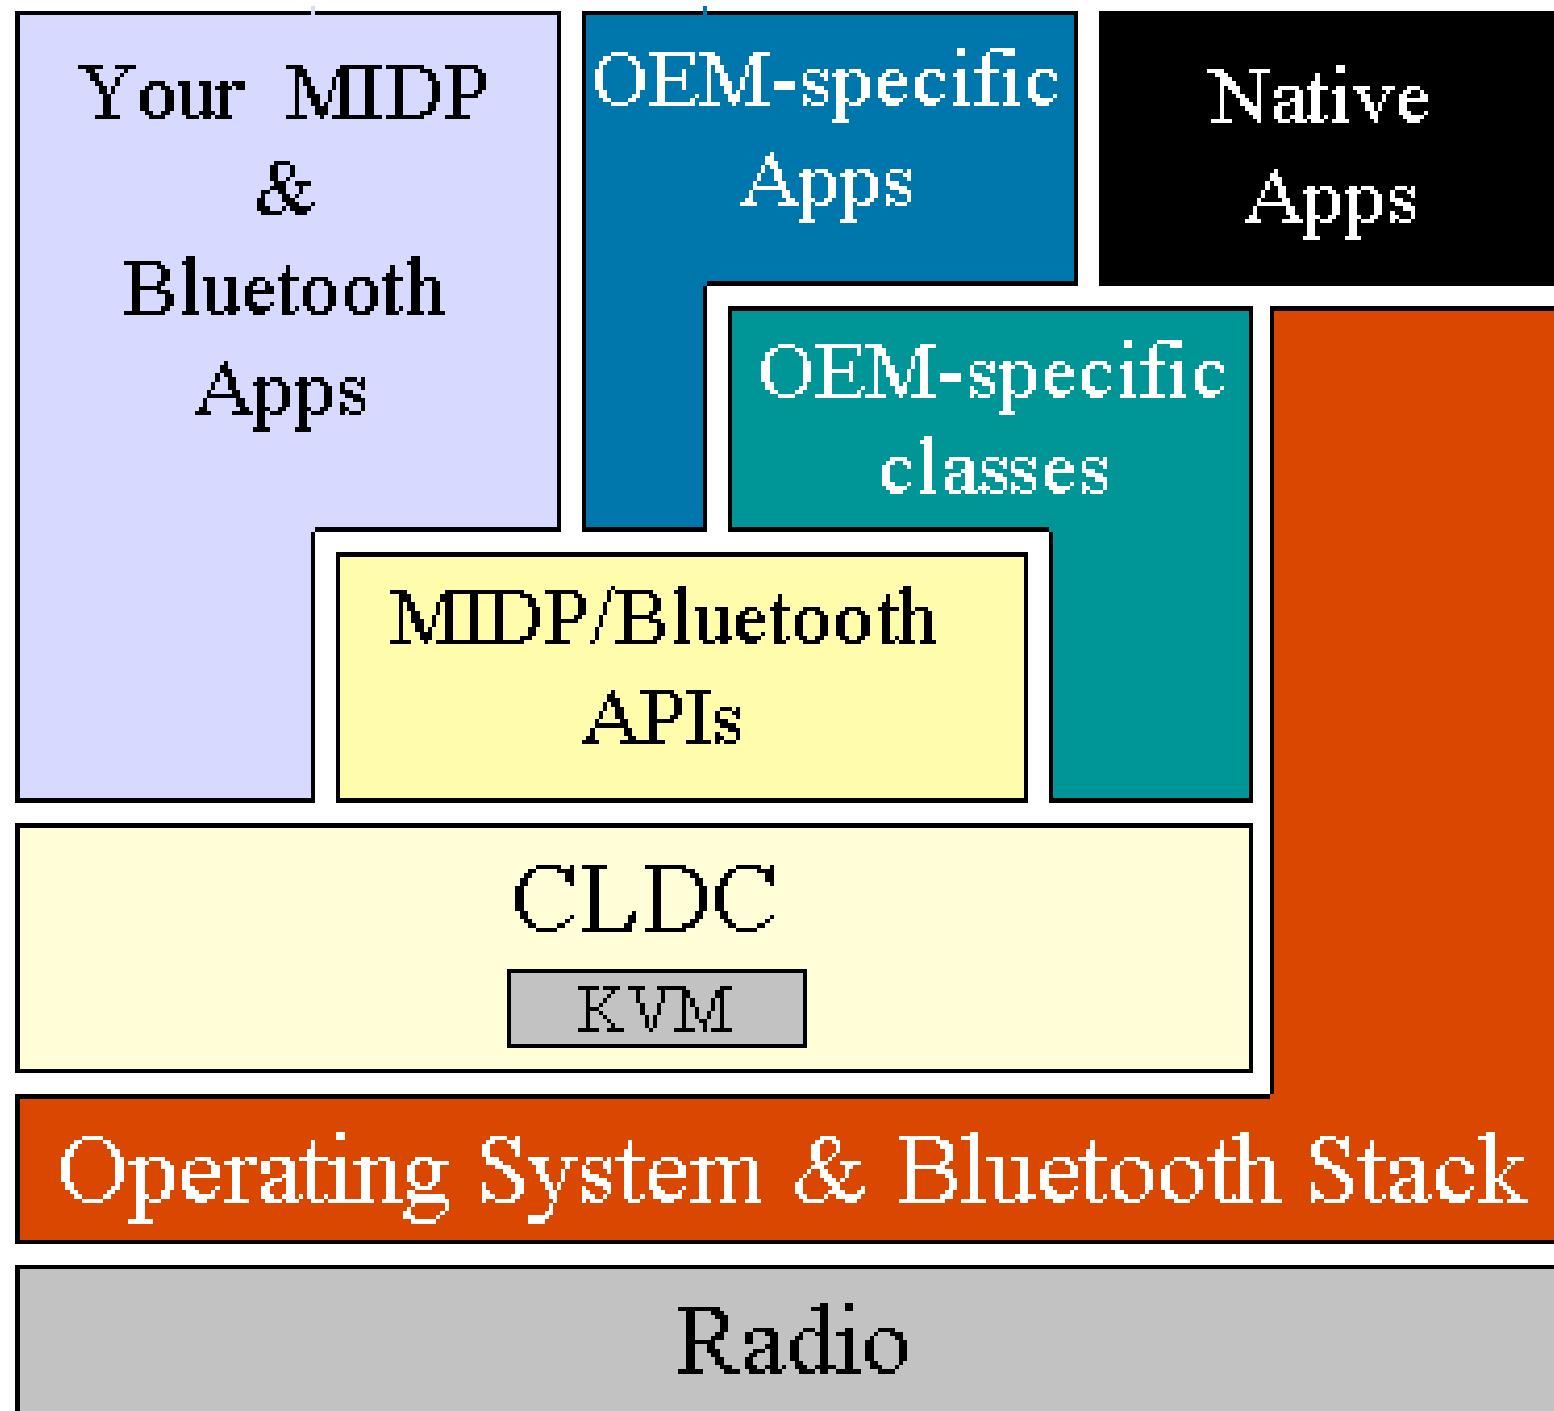 Your MIDP
&
Bluetooth
Apps
OEM-specific
Apps
Native
Apps
OEM-specific
classes
MIDP/Bluetooth
APIs
CLDC
KVM
Operating System & Bluetooth Stack
Radio